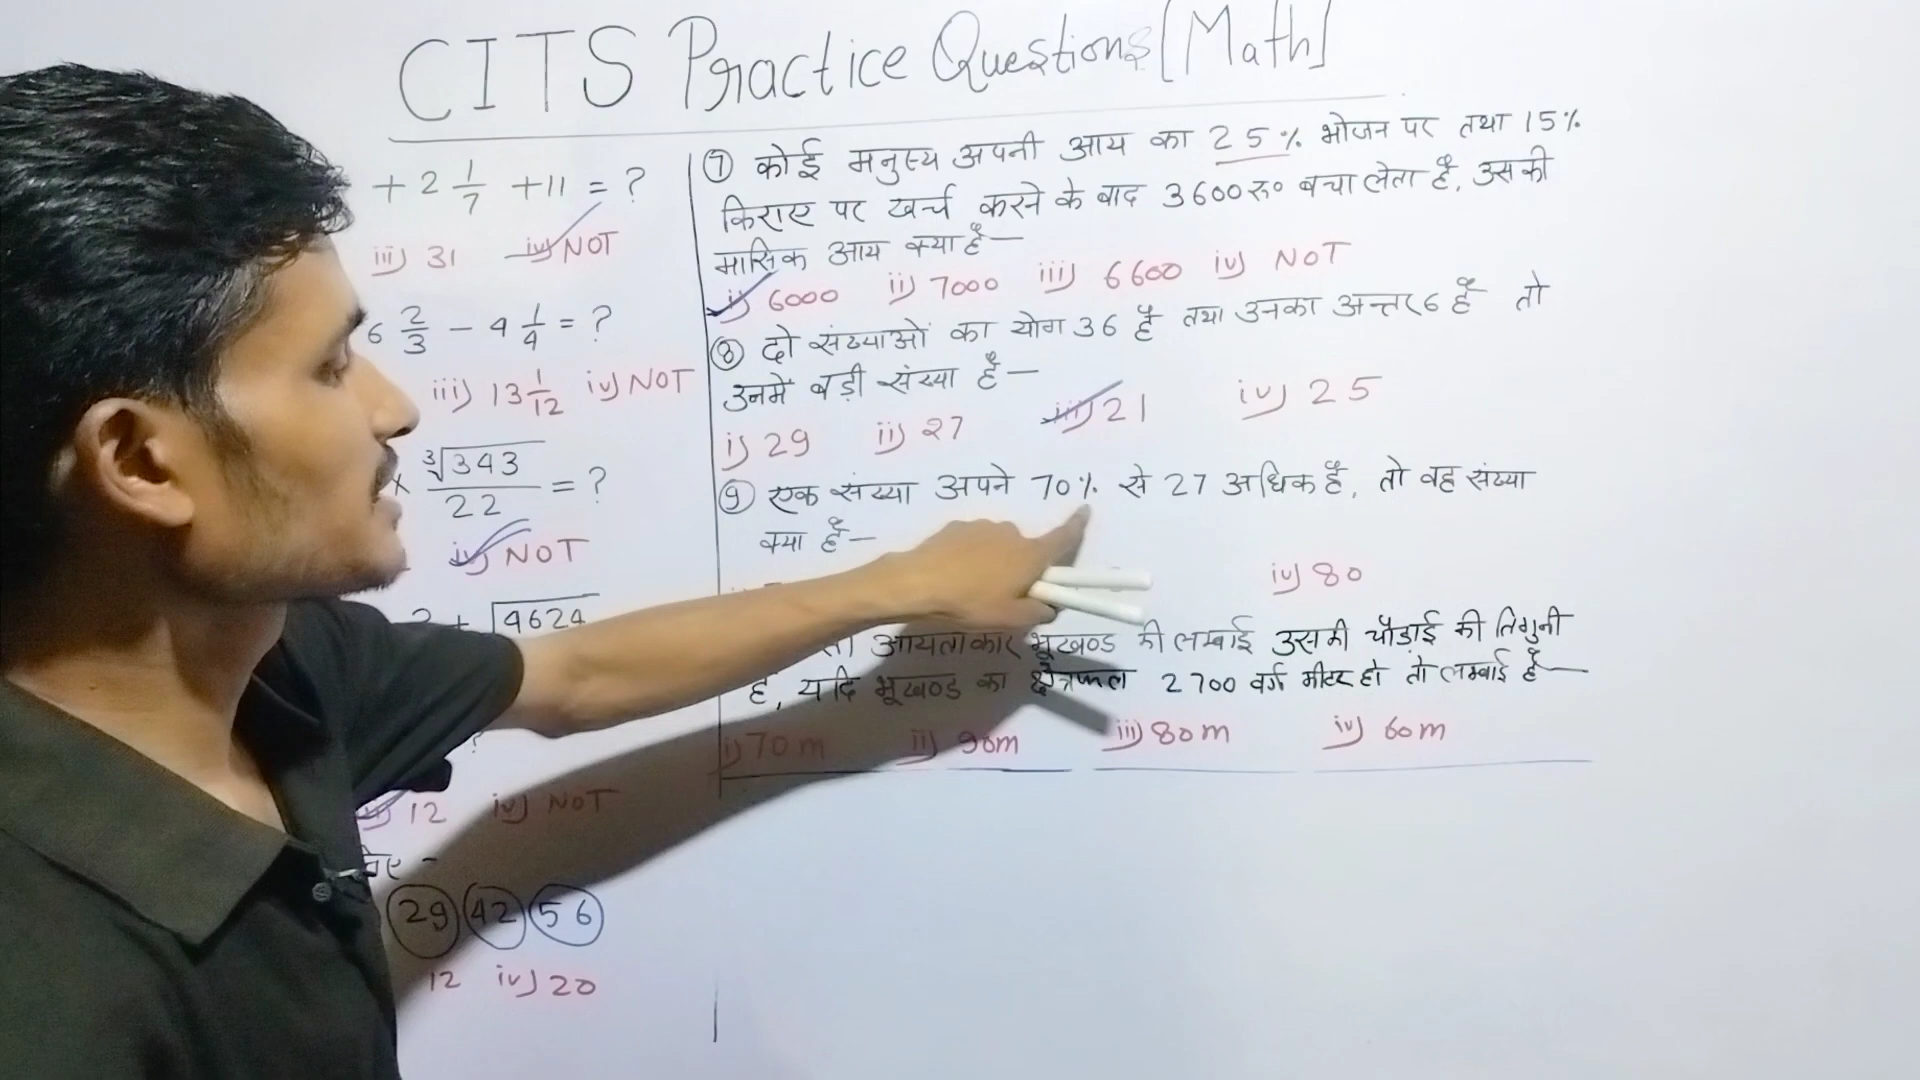 CITS Practice Questions [Math]
+ 2 1/7 + 11 = ?
iii) 31 iv) NOT
6 2/3 - 4 1/4 = ?
iii) 13 1/12 iv) NOT
× ∛343/22 = ?
iv) NOT
√4624
?
12 iv) NOT
29 42 56
12 iv) 20
⑦ कोई मनुस्य अपनी आय का 25% भोजन पर तथा 15%
किराए पर खर्च करने के बाद 3600 रु० बचा लेता है, उसकी
मासिक आय क्या है—
i) 6000 ii) 7000 iii) 6600 iv) NOT
⑧ दो संख्याओं का योग 36 है तथा उनका अन्तर 6 है तो
उनमें बड़ी संख्या है—
i) 29 ii) 27 iii) 21 iv) 25
⑨ एक संख्या अपने 70% से 27 अधिक है, तो वह संख्या
क्या है—
iv) 80
आयताकार भूखण्ड की लम्बाई उसकी चौड़ाई की तिगुनी
है, यदि भूखण्ड का क्षेत्रफल 2700 वर्ग मीटर हो तो लम्बाई है—
i) 70m ii) 90m iii) 80m iv) 60m